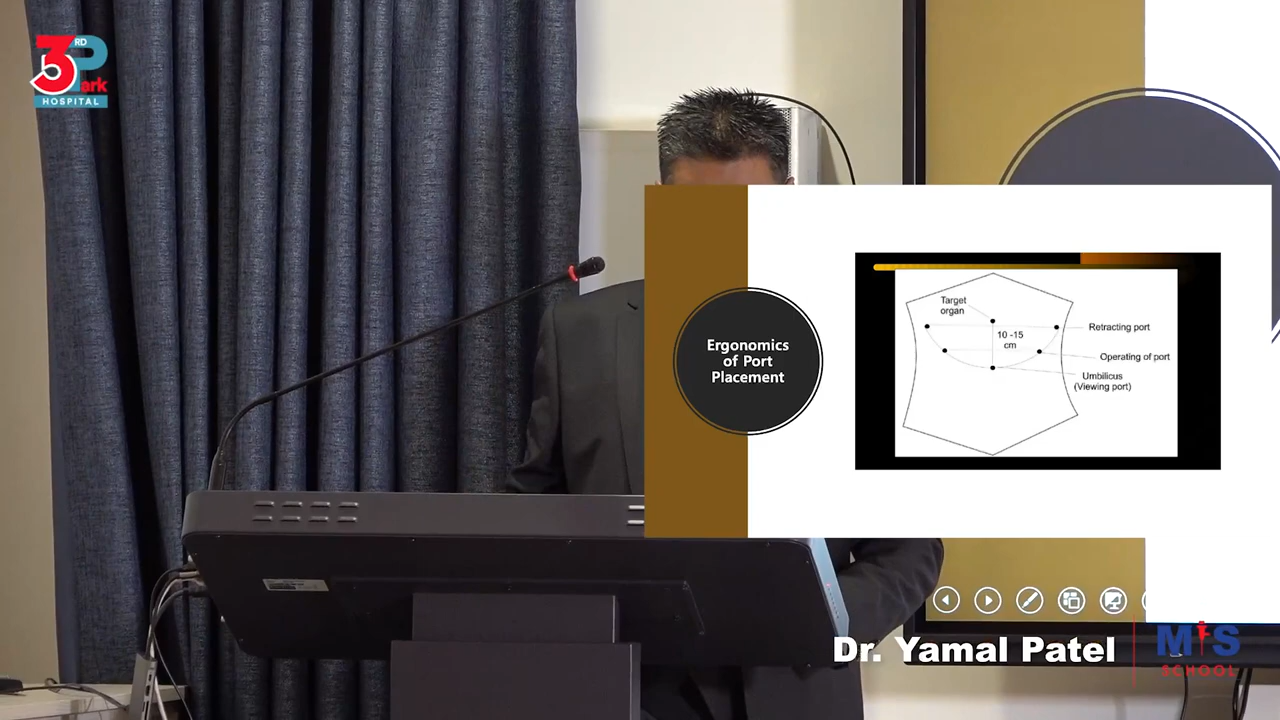 3RD
Park
HOSPITAL
Ergonomics
of Port
Placement
Target
organ
10 -15
cm
Retracting port
Operating of port
Umbilicus
(Viewing port)
Dr. Yamal Patel
MIS
SCHOOL